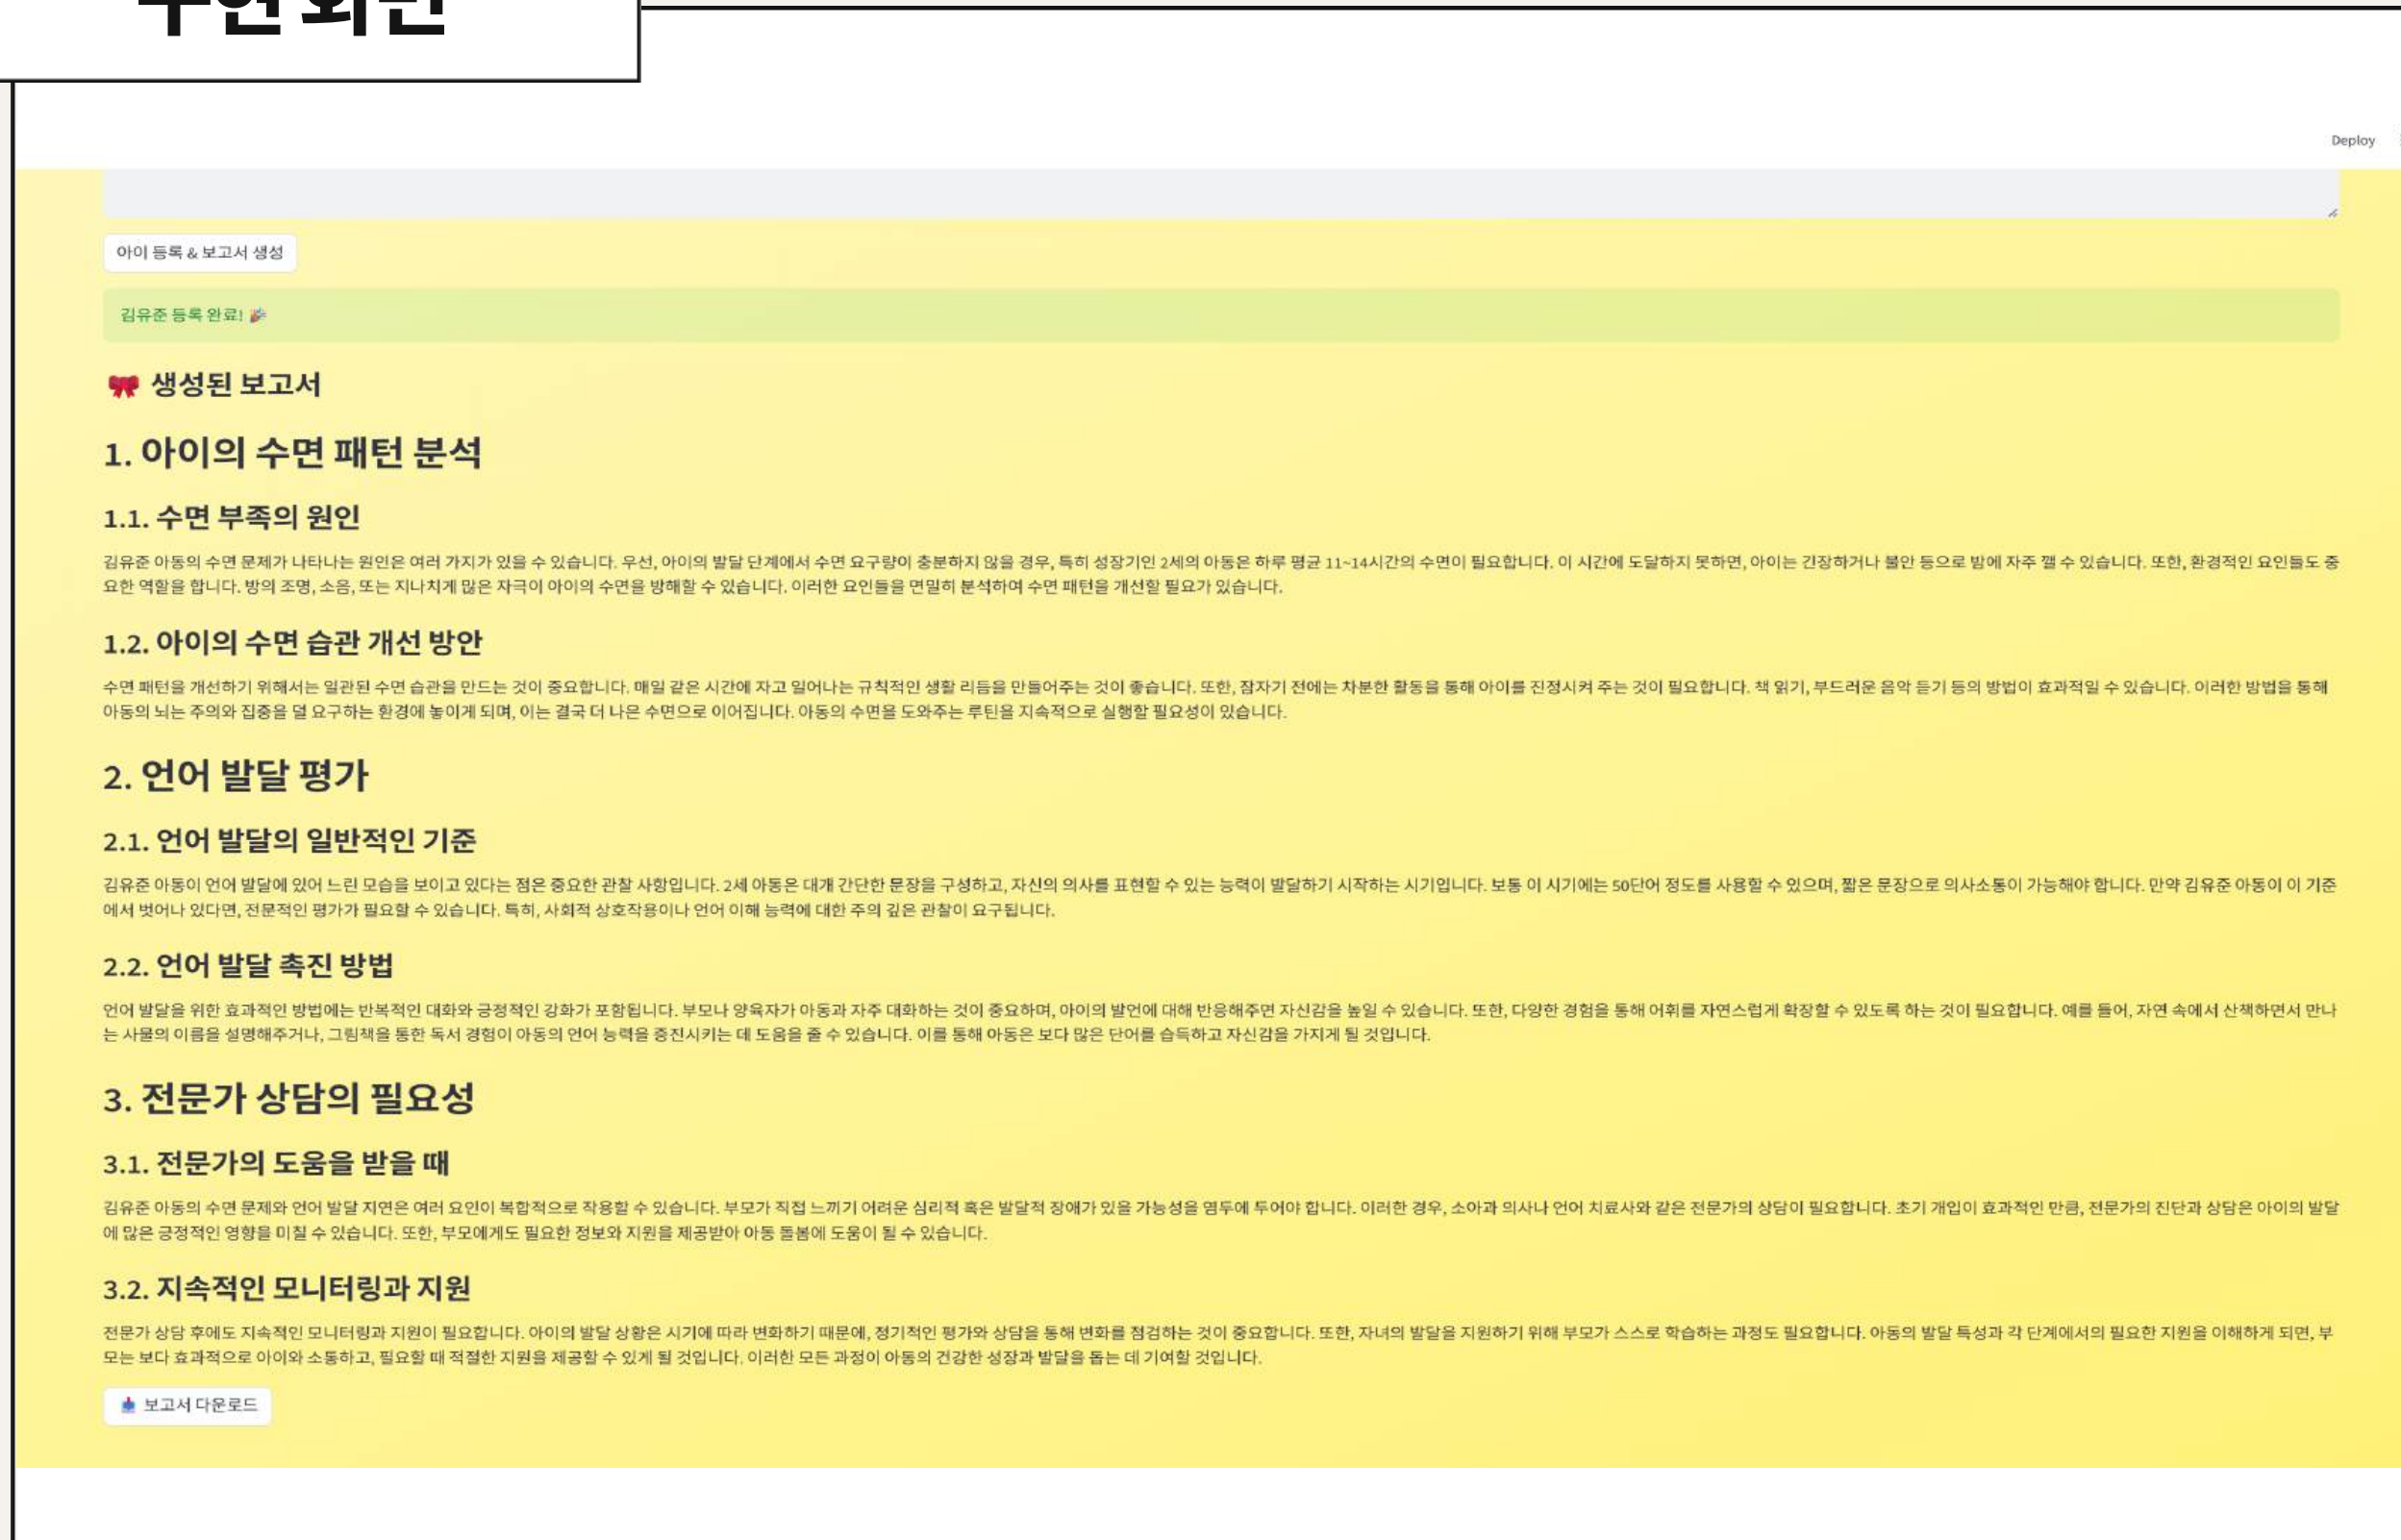 구현 화면
Deploy
아이 등록 & 보고서 생성
김유준 등록 완료! 🎉
🎀 생성된 보고서
1. 아이의 수면 패턴 분석
1.1. 수면 부족의 원인
김유준 아동의 수면 문제가 나타나는 원인은 여러 가지가 있을 수 있습니다. 우선, 아이의 발달 단계에서 수면 요구량이 충분하지 않을 경우, 특히 성장기인 2세의 아동은 하루 평균 11~14시간의 수면이 필요합니다. 이 시간에 도달하지 못하면, 아이는 긴장하거나 불안 등으로 밤에 자주 깰 수 있습니다. 또한, 환경적인 요인들도 중
요한 역할을 합니다. 방의 조명, 소음, 또는 지나치게 많은 자극이 아이의 수면을 방해할 수 있습니다. 이러한 요인들을 면밀히 분석하여 수면 패턴을 개선할 필요가 있습니다.
1.2. 아이의 수면 습관 개선 방안
수면 패턴을 개선하기 위해서는 일관된 수면 습관을 만드는 것이 중요합니다. 매일 같은 시간에 자고 일어나는 규칙적인 생활 리듬을 만들어주는 것이 좋습니다. 또한, 잠자기 전에는 차분한 활동을 통해 아이를 진정시켜 주는 것이 필요합니다. 책 읽기, 부드러운 음악 듣기 등의 방법이 효과적일 수 있습니다. 이러한 방법을 통해
아동의 뇌는 주의와 집중을 덜 요구하는 환경에 놓이게 되며, 이는 결국 더 나은 수면으로 이어집니다. 아동의 수면을 도와주는 루틴을 지속적으로 실행할 필요성이 있습니다.
2. 언어 발달 평가
2.1. 언어 발달의 일반적인 기준
김유준 아동이 언어 발달에 있어 느린 모습을 보이고 있다는 점은 중요한 관찰 사항입니다. 2세 아동은 대개 간단한 문장을 구성하고, 자신의 의사를 표현할 수 있는 능력이 발달하기 시작하는 시기입니다. 보통 이 시기에는 50단어 정도를 사용할 수 있으며, 짧은 문장으로 의사소통이 가능해야 합니다. 만약 김유준 아동이 이 기준
에서 벗어나 있다면, 전문적인 평가가 필요할 수 있습니다. 특히, 사회적 상호작용이나 언어 이해 능력에 대한 주의 깊은 관찰이 요구됩니다.
2.2. 언어 발달 촉진 방법
언어 발달을 위한 효과적인 방법에는 반복적인 대화와 긍정적인 강화가 포함됩니다. 부모나 양육자가 아동과 자주 대화하는 것이 중요하며, 아이의 발언에 대해 반응해주면 자신감을 높일 수 있습니다. 또한, 다양한 경험을 통해 어휘를 자연스럽게 확장할 수 있도록 하는 것이 필요합니다. 예를 들어, 자연 속에서 산책하면서 만나
는 사물의 이름을 설명해주거나, 그림책을 통한 독서 경험이 아동의 언어 능력을 증진시키는 데 도움을 줄 수 있습니다. 이를 통해 아동은 보다 많은 단어를 습득하고 자신감을 가지게 될 것입니다.
3. 전문가 상담의 필요성
3.1. 전문가의 도움을 받을 때
김유준 아동의 수면 문제와 언어 발달 지연은 여러 요인이 복합적으로 작용할 수 있습니다. 부모가 직접 느끼기 어려운 심리적 혹은 발달적 장애가 있을 가능성을 염두에 두어야 합니다. 이러한 경우, 소아과 의사나 언어 치료사와 같은 전문가의 상담이 필요합니다. 초기 개입이 효과적인 만큼, 전문가의 진단과 상담은 아이의 발달
에 많은 긍정적인 영향을 미칠 수 있습니다. 또한, 부모에게도 필요한 정보와 지원을 제공받아 아동 돌봄에 도움이 될 수 있습니다.
3.2. 지속적인 모니터링과 지원
전문가 상담 후에도 지속적인 모니터링과 지원이 필요합니다. 아이의 발달 상황은 시기에 따라 변화하기 때문에, 정기적인 평가와 상담을 통해 변화를 점검하는 것이 중요합니다. 또한, 자녀의 발달을 지원하기 위해 부모가 스스로 학습하는 과정도 필요합니다. 아동의 발달 특성과 각 단계에서의 필요한 지원을 이해하게 되면, 부
모는 보다 효과적으로 아이와 소통하고, 필요할 때 적절한 지원을 제공할 수 있게 될 것입니다. 이러한 모든 과정이 아동의 건강한 성장과 발달을 돕는 데 기여할 것입니다.
📥 보고서 다운로드